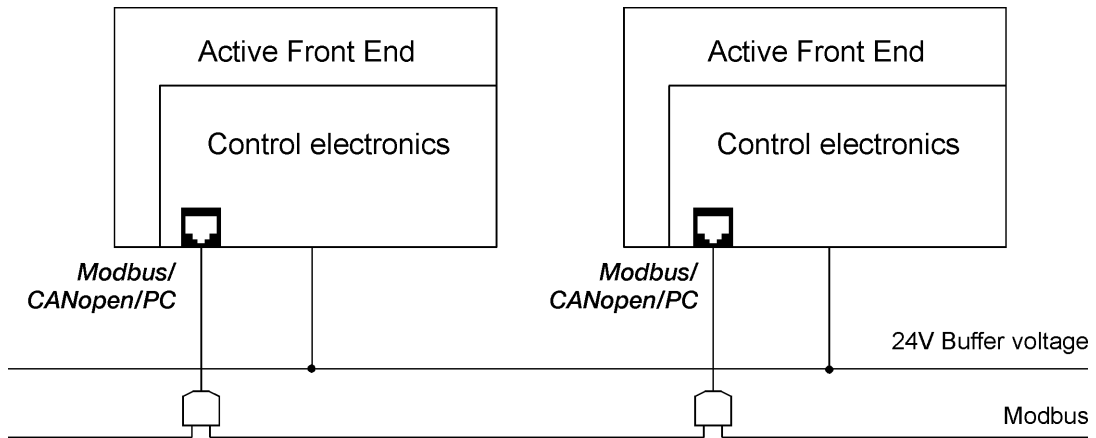 Active Front End
Active Front End
Control electronics
Control electronics
Modbus/
CANopen/PC
Modbus/
CANopen/PC
24V Buffer voltage
Modbus